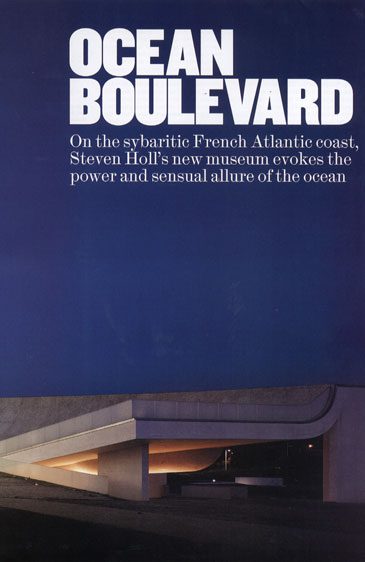 OCEAN
BOULEVARD
On the sybaritic French Atlantic coast,
Steven Holl's new museum evokes the
power and sensual allure of the ocean